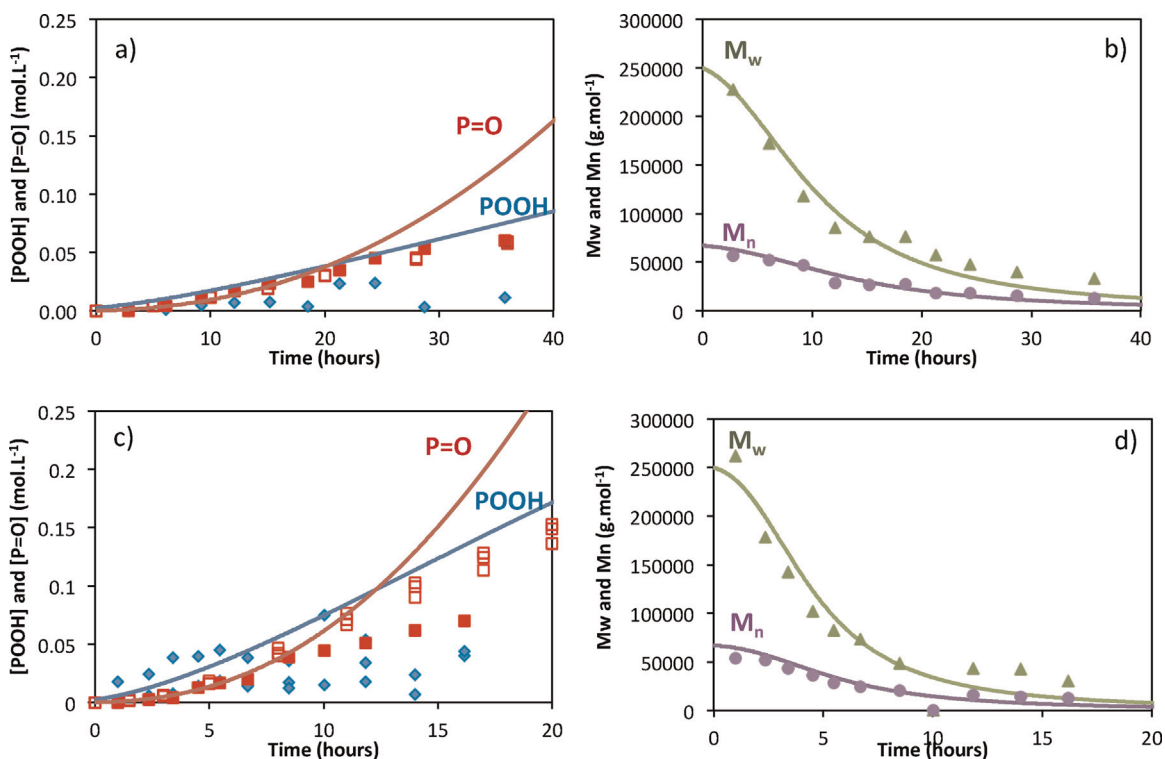 a)
[POOH] and [P=O] (mol.L-1)
0.25
0.20
0.15
0.10
0.05
0.00
P=O
POOH
0 10 20 30 40
Time (hours)
b)
Mw and Mn (g.mol-1)
300000
250000
200000
150000
100000
50000
0
Mw
Mn
0 10 20 30 40
Time (hours)
c)
[POOH] and [P=O] (mol.L-1)
0.25
0.2
0.15
0.1
0.05
0
P=O
POOH
0 5 10 15 20
Time (hours)
d)
Mw and Mn (g.mol-1)
400000
350000
300000
250000
200000
150000
100000
50000
0
Mw
Mn
0 5 10 15 20
Time (hours)